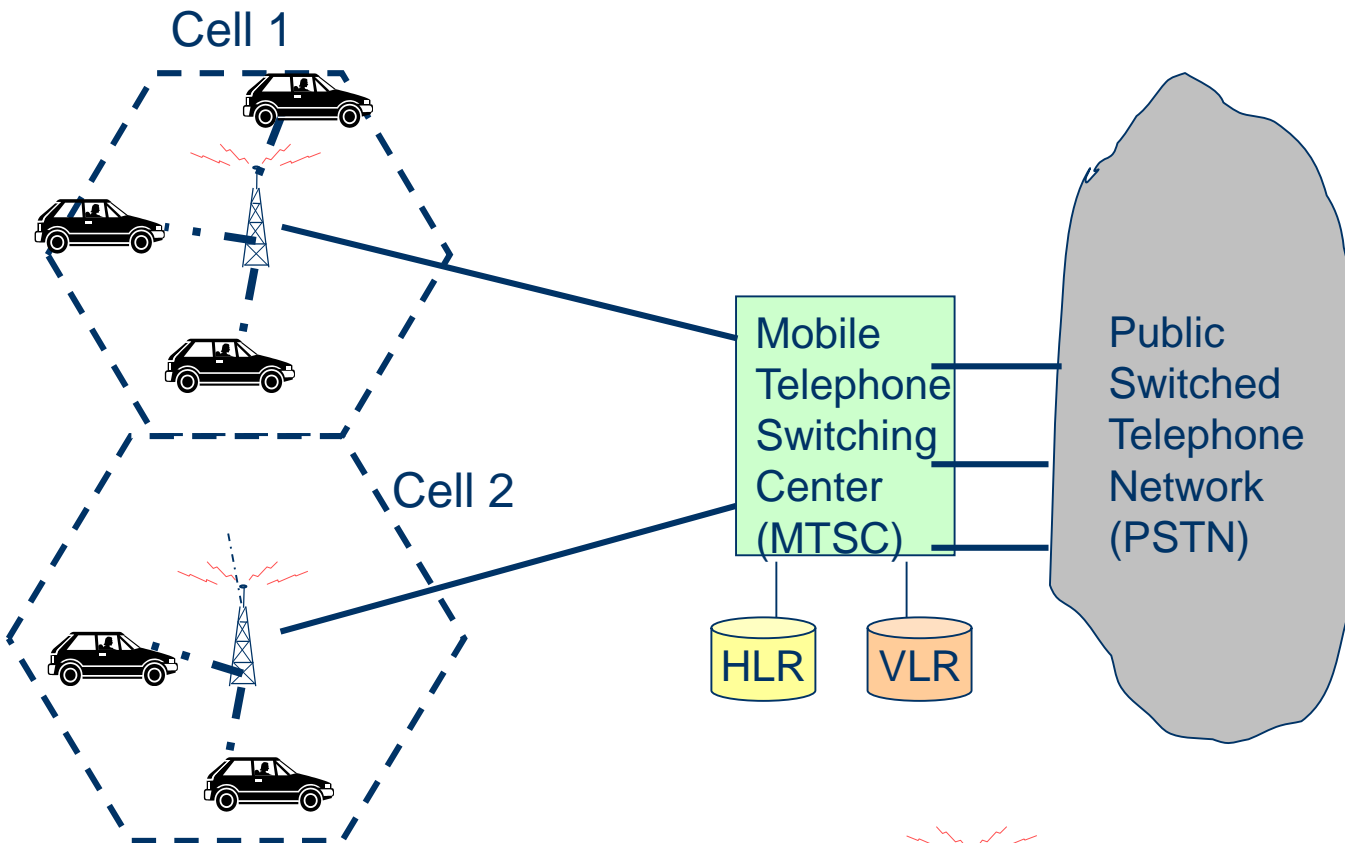 Cell 1
Cell 2
Mobile
Telephone
Switching
Center
(MTSC)
HLR
VLR
Public
Switched
Telephone
Network
(PSTN)